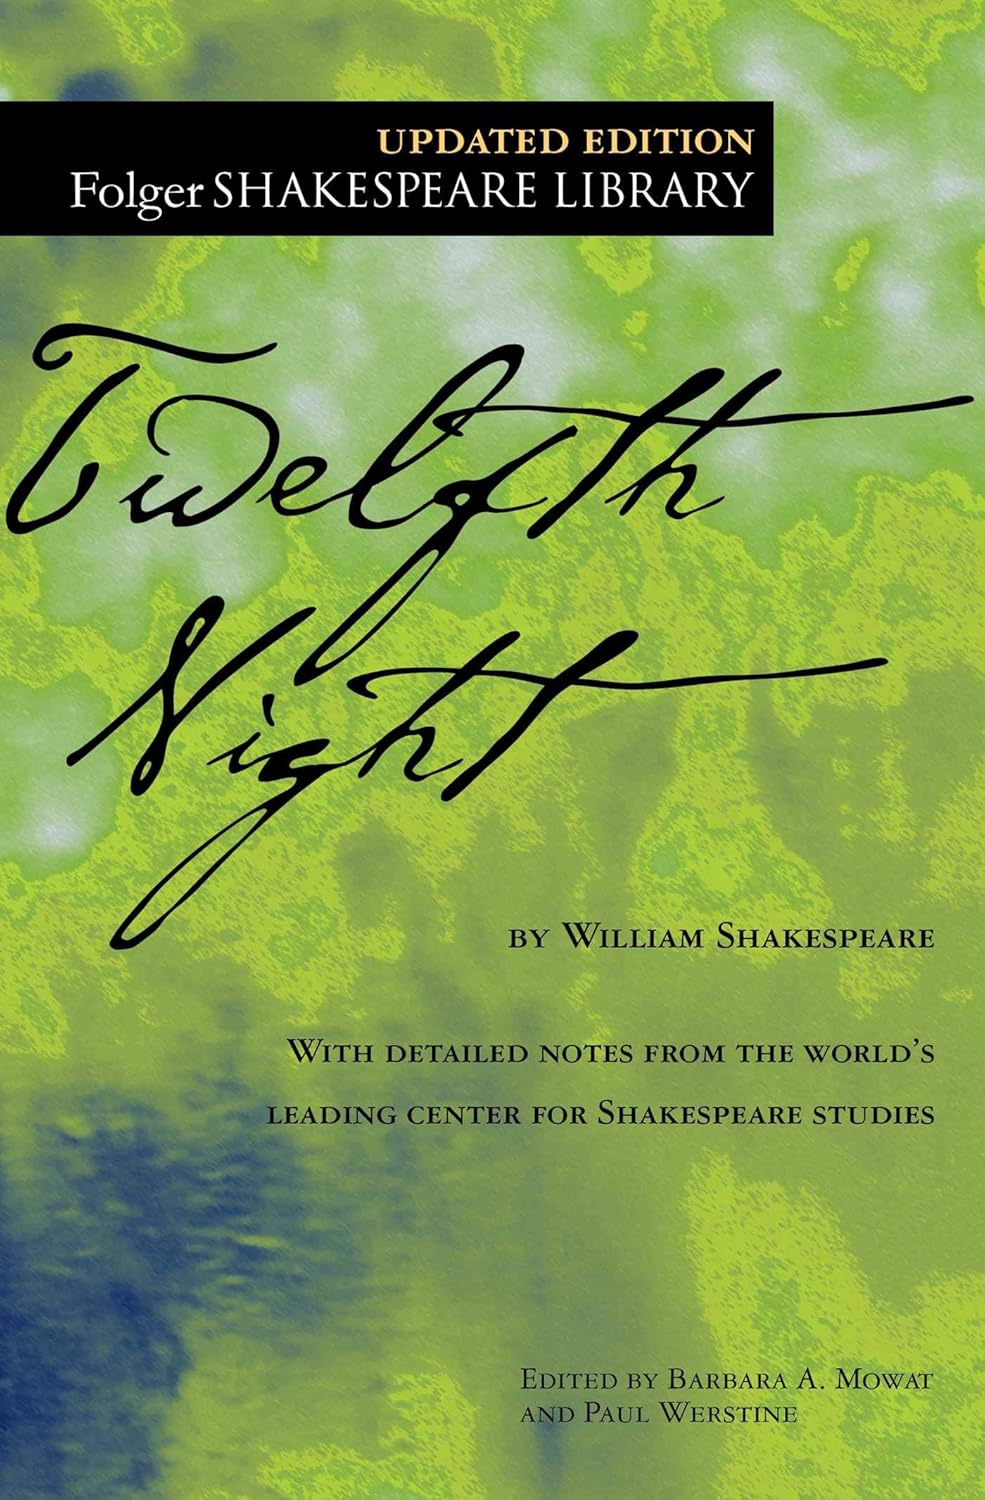 UPDATED EDITION
Folger SHAKESPEARE LIBRARY
Twelfth
Night
BY WILLIAM SHAKESPEARE
WITH DETAILED NOTES FROM THE WORLD'S
LEADING CENTER FOR SHAKESPEARE STUDIES
EDITED BY BARBARA A. MOWAT
AND PAUL WERSTINE